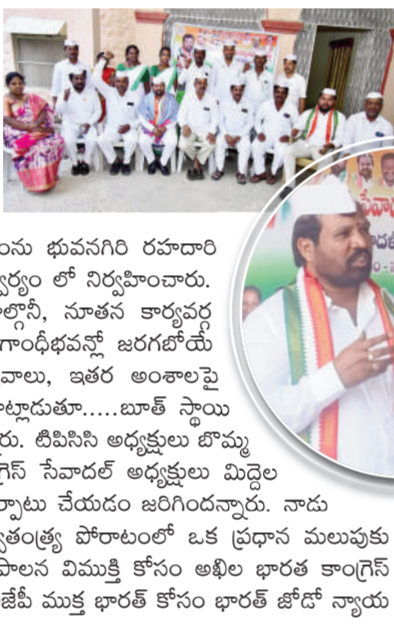 సేవాదళ
ంను భువనగిరి రహదారి
ర్యం లో నిర్వహించారు.
ల్గొని, నూతన కార్యవర్గ
గాంధీభవన్లో జరగబోయే
వాలు, ఇతర అంశాలపై
ట్లాడుతూ.....బూత్ స్థాయి
రు. టిపిసిసి అధ్యక్షులు బొమ్మ
గ్రెస్ సేవాదల్ అధ్యక్షులు మిద్దెల
ర్పాటు చేయడం జరిగిందన్నారు. నాడు
తంత్ర్య పోరాటంలో ఒక ప్రధాన మలుపుకు
పాలన విముక్తి కోసం అఖిల భారత కాంగ్రెస్
జేపీ ముక్త భారత్ కోసం భారత్ జోడో న్యాయ